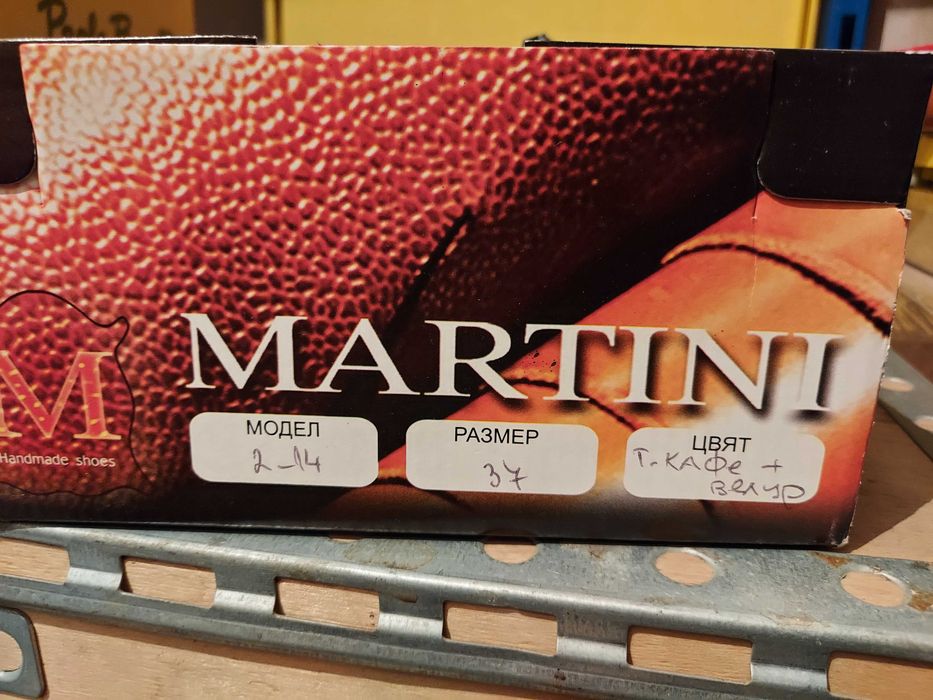 MARTINI
M
Handmade shoes
МОДЕЛ
2-14
РАЗМЕР
37
ЦВЯТ
Т.КАФе +
велур